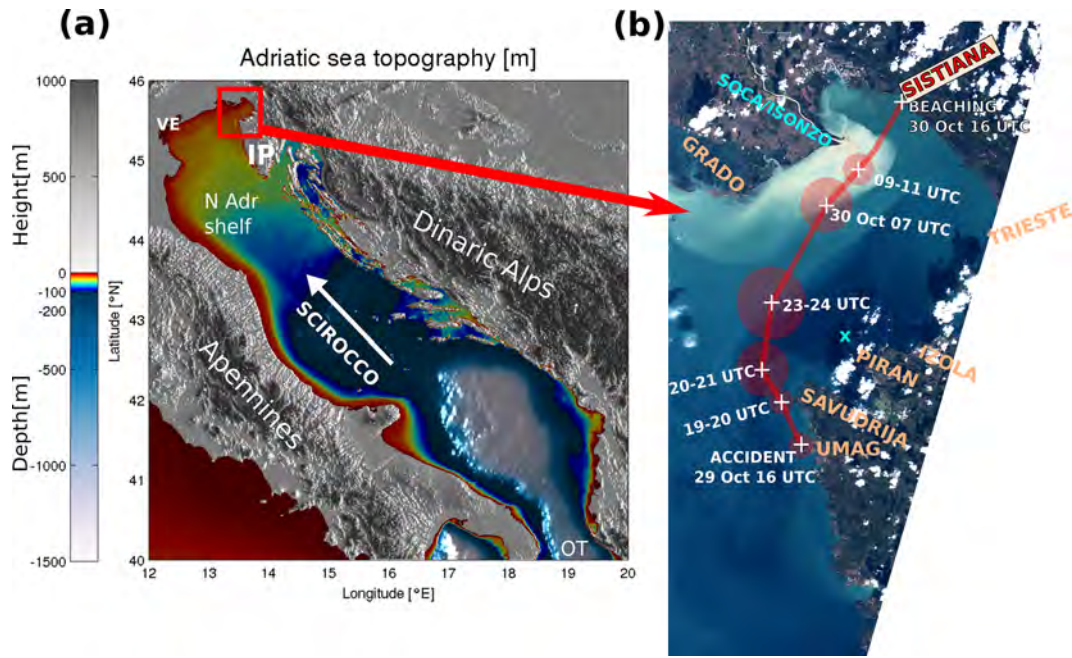 (a)
Adriatic sea topography [m]
Height[m]
Depth[m]
1000
500
0
-100
-200
-500
-1000
-1500
46
45
44
43
42
41
40
Latitude [°N]
12
13
14
15
16
17
18
19
20
Longitude [°E]
VE
IP
N Adr
shelf
Dinaric Alps
SCIROCCO
Apennines
OT
(b)
SISTIANA
SOCA/ISONZO
BEACHING
30 Oct 16 UTC
GRADO
09-11 UTC
30 Oct 07 UTC
TRIESTE
23-24 UTC
x
PIRAN
IZOLA
20-21 UTC
SAVUDRIJA
19-20 UTC
UMAG
ACCIDENT
29 Oct 16 UTC